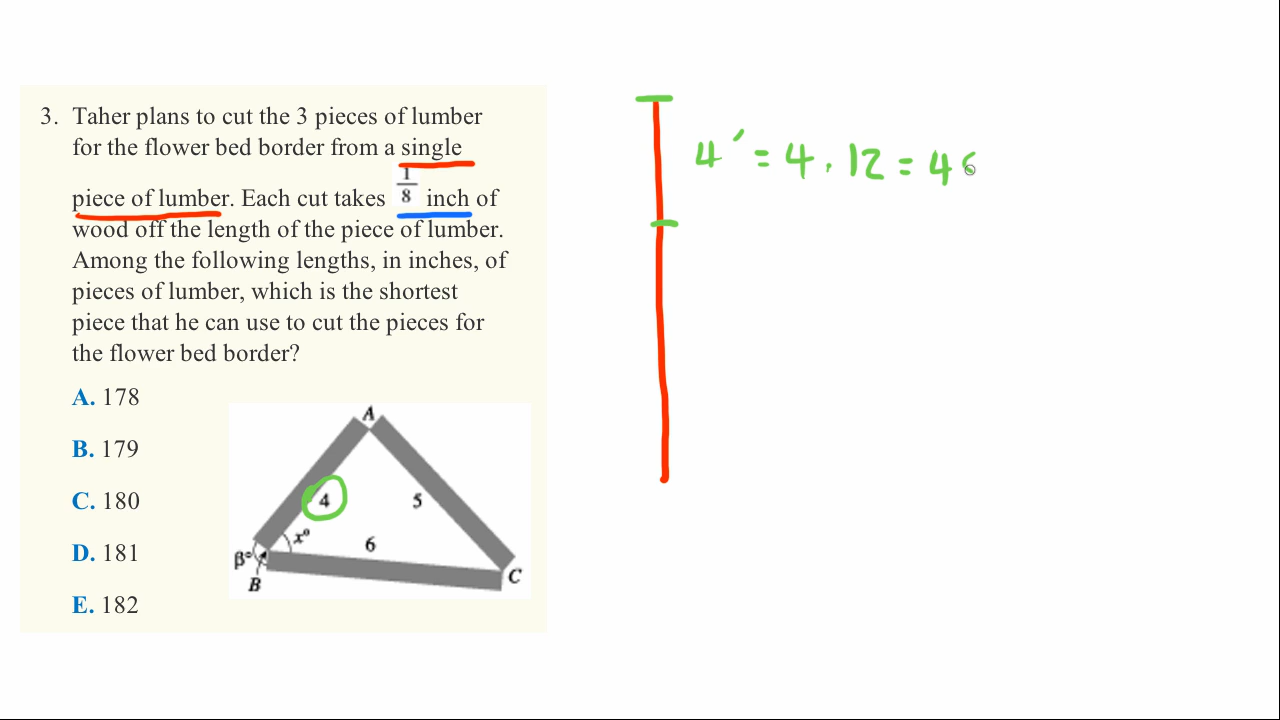 3. Taher plans to cut the 3 pieces of lumber
for the flower bed border from a single
piece of lumber. Each cut takes 1/8 inch of
wood off the length of the piece of lumber.
Among the following lengths, in inches, of
pieces of lumber, which is the shortest
piece that he can use to cut the pieces for
the flower bed border?
A. 178
B. 179
C. 180
D. 181
E. 182
A
4
5
x°
6
β°
B
C
4′ = 4 . 12 =